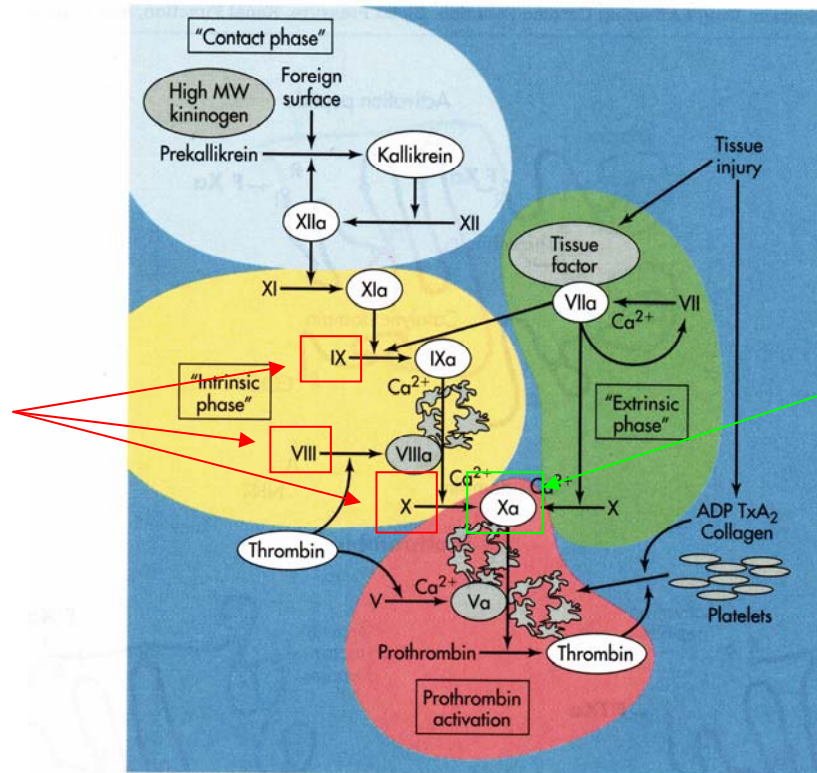 "Contact phase"
High MW
kininogen
Foreign
surface
Prekallikrein
Kallikrein
XIIa
XII
Tissue
injury
Tissue
factor
XI
XIa
VIIa
Ca2+
VII
IX
IXa
Ca2+
"Intrinsic
phase"
"Extrinsic
phase"
VIII
VIIIa
Ca2+
X
Xa
Ca2+
X
ADP TxA2
Collagen
Thrombin
Ca2+
V
Va
Platelets
Prothrombin
Thrombin
Prothrombin
activation